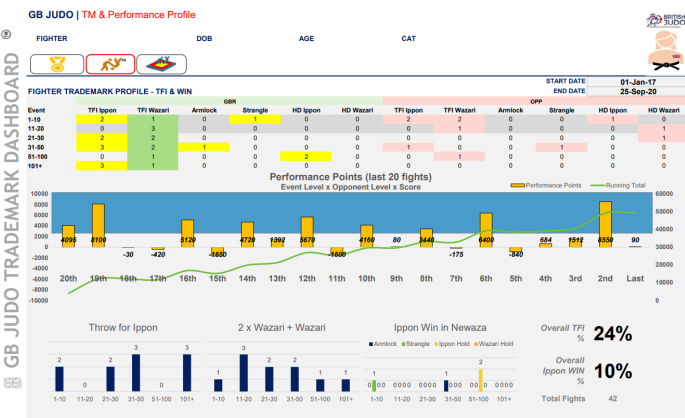 GB JUDO | TM & Performance Profile
BRITISH JUDO
FIGHTER DOB AGE CAT
GB JUDO TRADEMARK DASHBOARD ®
START DATE 01-Jan-17
END DATE 25-Sep-20
FIGHTER TRADEMARK PROFILE - TFI & WIN
GBR OPP
Event TFI Ippon TFI Wazari Armlock Strangle HD Ippon HD Wazari TFI Ippon TFI Wazari Armlock Strangle HD Ippon HD Wazari
1-10 2 1 0 1 0 0 2 2 0 0 1 0
11-20 0 3 0 0 0 0 0 1 0 0 0 1
21-30 2 2 0 0 0 0 0 0 0 0 0 1
31-50 3 2 1 0 0 0 1 0 0 1 0 0
51-100 0 1 0 0 2 0 0 1 0 0 0 0
101+ 3 1 0 0 0 0 0 0 0 0 0 0
Performance Points (last 20 fights)
Event Level x Opponent Level x Score
Performance Points Running Total
10000 8000 6000 4000 2000 0 -2000 -4000 -6000 -8000 -10000
60000 50000 40000 30000 20000 10000 0
4095 8100 -30 -420 5120 -1650 4720 1392 5670 -1600 4160 80 3440 -175 6400 -840 684 1512 8550 90
20th 19th 18th 17th 16th 15th 14th 13th 12th 11th 10th 9th 8th 7th 6th 5th 4th 3rd 2nd Last
Throw for Ippon
2 0 2 3 0 3
1-10 11-20 21-30 31-50 51-100 101+
2 x Wazari + Wazari
1 3 2 2 1 1
1-10 11-20 21-30 31-50 51-100 101+
Ippon Win in Newaza
Armlock Strangle Ippon Hold Wazari Hold
1 1 2
1-10 11-20 21-30 31-50 51-100 101+
Overall TFI % 24%
Overall Ippon WIN % 10%
Total Fights 42